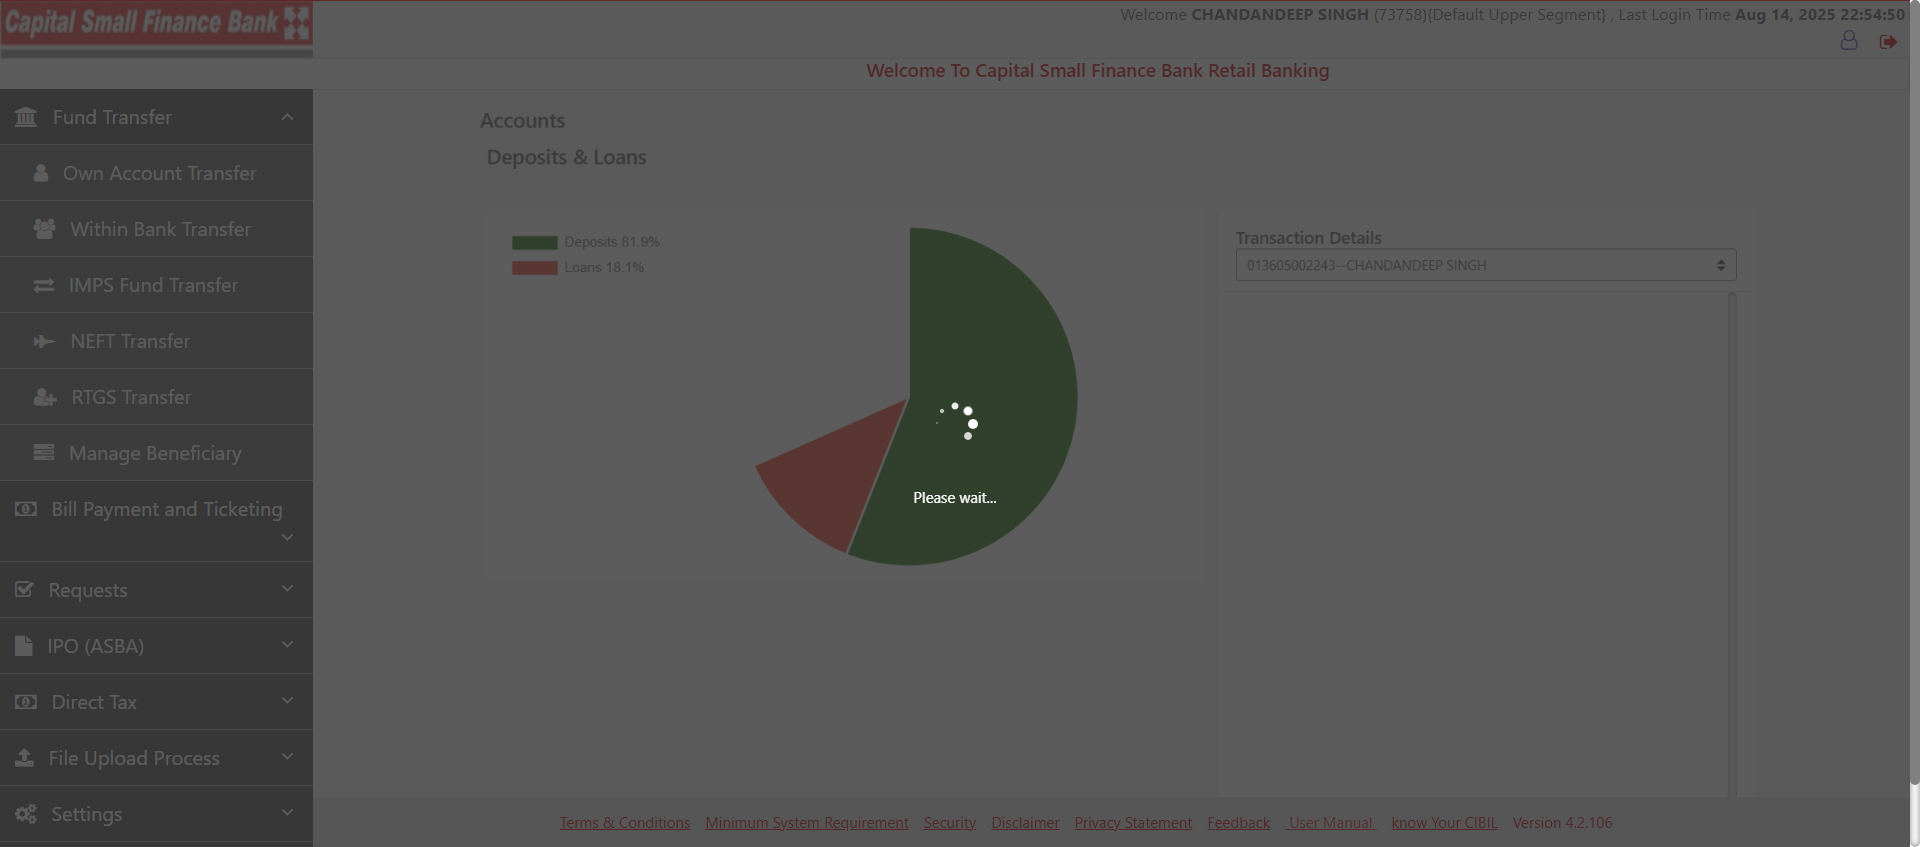 Capital Small Finance Bank
Welcome CHANDANDEEP SINGH (73758){Default Upper Segment} , Last Login Time Aug 14, 2025 22:54:50
Welcome To Capital Small Finance Bank Retail Banking
Fund Transfer
Own Account Transfer
Within Bank Transfer
IMPS Fund Transfer
NEFT Transfer
RTGS Transfer
Manage Beneficiary
Bill Payment and Ticketing
Requests
IPO (ASBA)
Direct Tax
File Upload Process
Settings
Accounts
Deposits & Loans
Deposits 81.9%
Loans 18.1%
Please wait...
Transaction Details
013605002243--CHANDANDEEP SINGH
Terms & Conditions Minimum System Requirement Security Disclaimer Privacy Statement Feedback User Manual know Your CIBIL Version 4.2.106